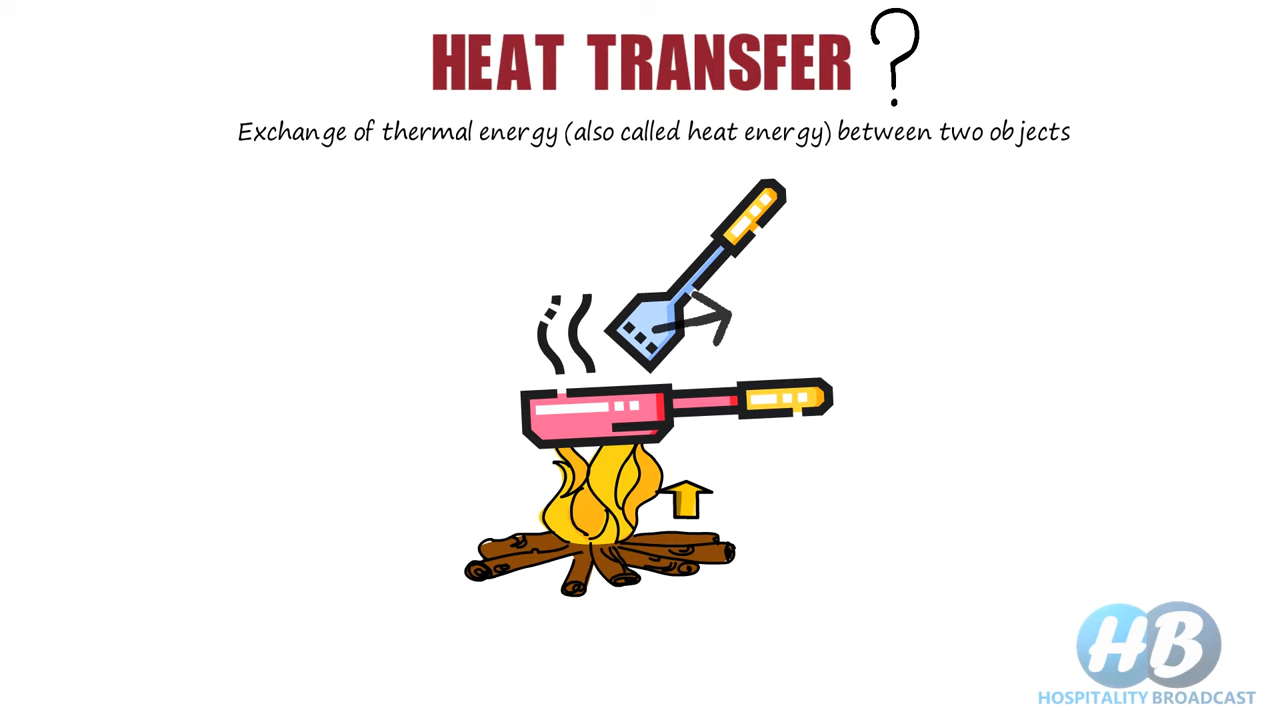 HEAT TRANSFER?
Exchange of thermal energy (also called heat energy) between two objects
HB
HOSPITALITY BROADCAST